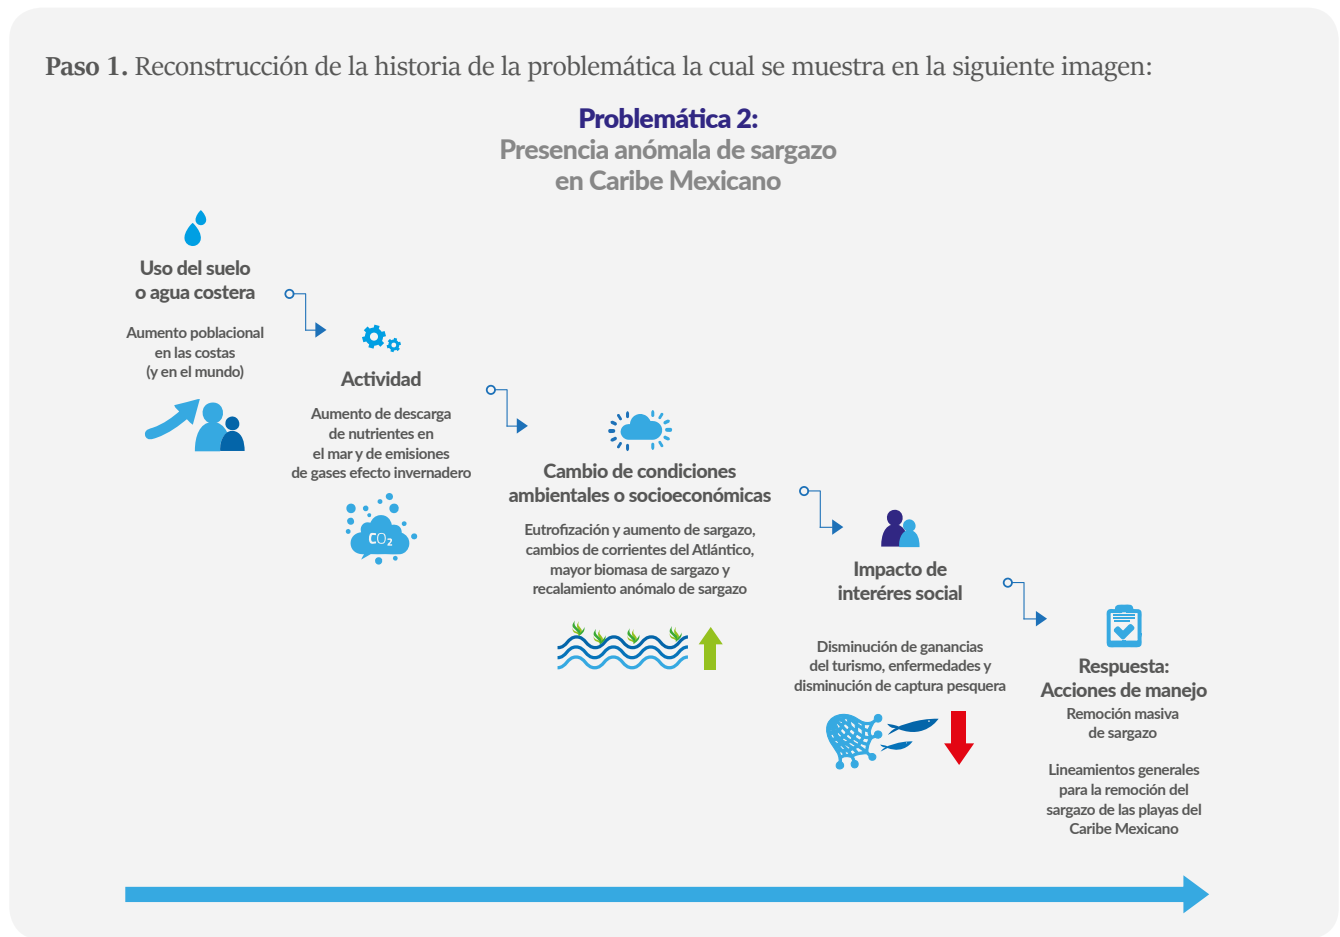 Paso 1. Reconstrucción de la historia de la problemática la cual se muestra en la siguiente imagen:
Problemática 2:
Presencia anómala de sargazo
en Caribe Mexicano
Uso del suelo
o agua costera
Aumento poblacional
en las costas
(y en el mundo)
Actividad
Aumento de descarga
de nutrientes en
el mar y de emisiones
de gases efecto invernadero
CO₂
Cambio de condiciones
ambientales o socioeconómicas
Eutrofización y aumento de sargazo,
cambios de corrientes del Atlántico,
mayor biomasa de sargazo y
recalamiento anómalo de sargazo
Impacto de
interéres social
Disminución de ganancias
del turismo, enfermedades y
disminución de captura pesquera
Respuesta:
Acciones de manejo
Remoción masiva
de sargazo
Lineamientos generales
para la remoción del
sargazo de las playas del
Caribe Mexicano